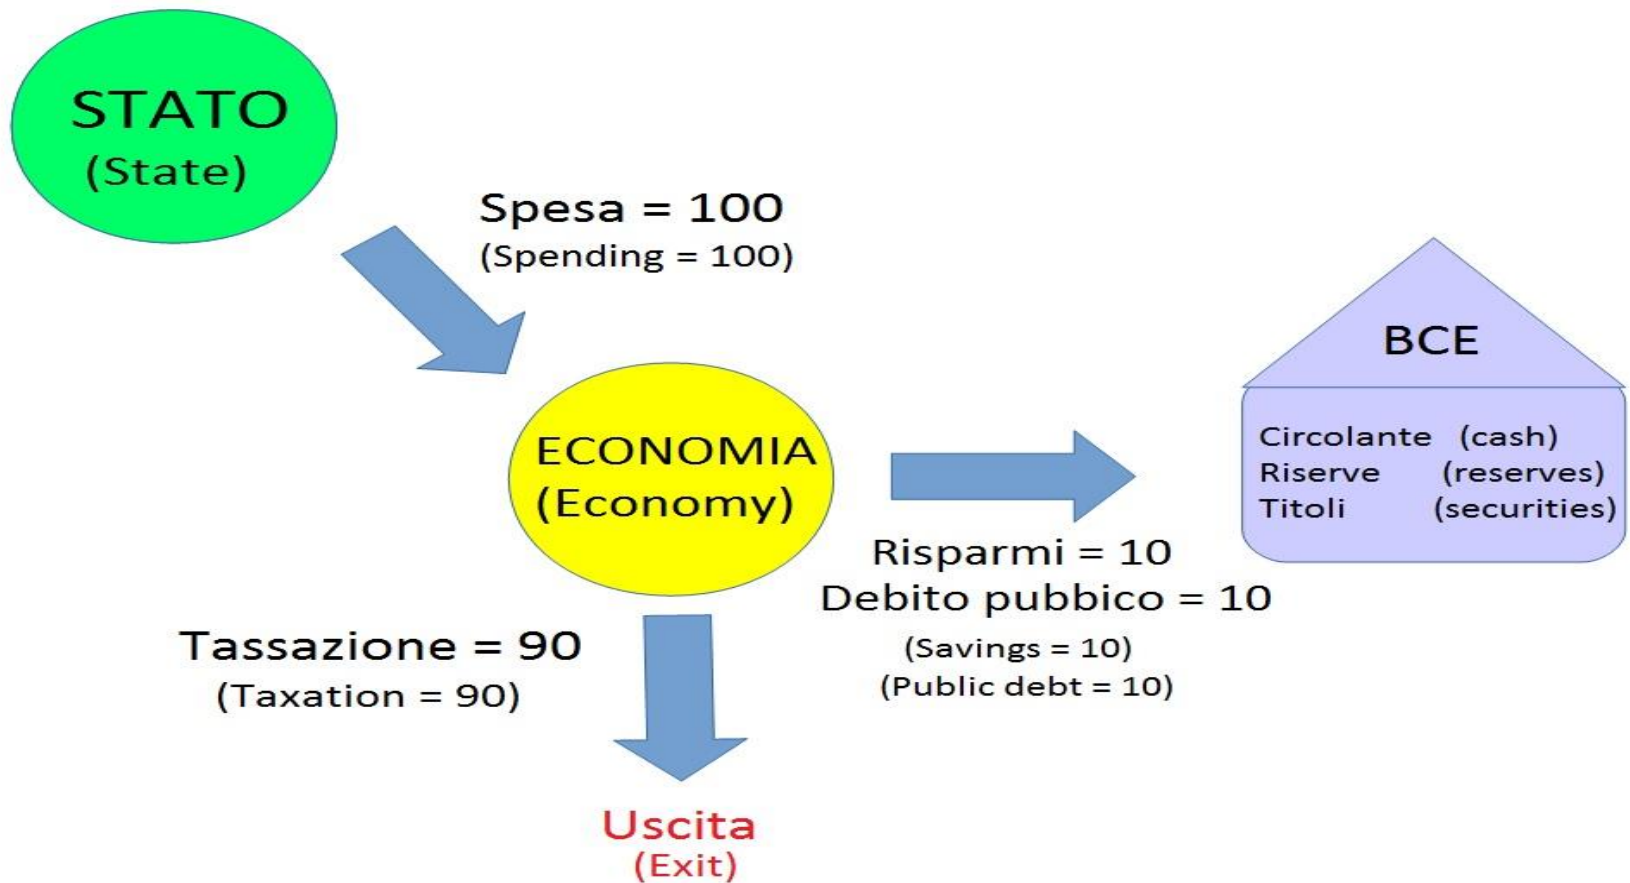 STATO
(State)
Spesa = 100
(Spending = 100)
BCE
Circolante (cash)
Riserve (reserves)
Titoli (securities)
ECONOMIA
(Economy)
Risparmi = 10
Debito pubbico = 10
(Savings = 10)
(Public debt = 10)
Tassazione = 90
(Taxation = 90)
Uscita
(Exit)